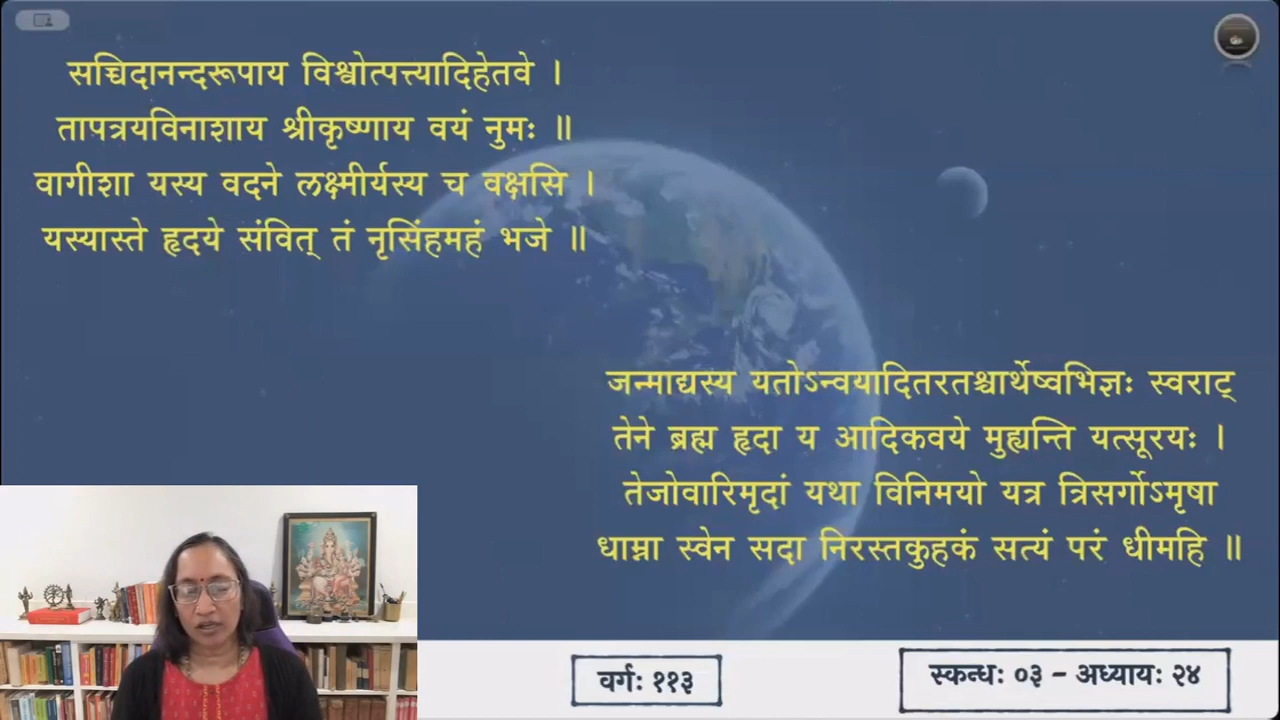 सच्चिदानन्दरूपाय विश्वोत्पत्त्यादिहेतवे ।
तापत्रयविनाशाय श्रीकृष्णाय वयं नुमः ॥
वागीशा यस्य वदने लक्ष्मीर्यस्य च वक्षसि ।
यस्यास्ते हृदये संवित् तं नृसिंहमहं भजे ॥
जन्माद्यस्य यतोऽन्वयादितरतश्चार्थेष्वभिज्ञः स्वराट्
तेने ब्रह्म हृदा य आदिकवये मुह्यन्ति यत्सूरयः ।
तेजोवारिमृदां यथा विनिमयो यत्र त्रिसर्गोऽमृषा
धाम्ना स्वेन सदा निरस्तकुहकं सत्यं परं धीमहि ॥
वर्गः ११३
स्कन्धः ०३ - अध्यायः २४